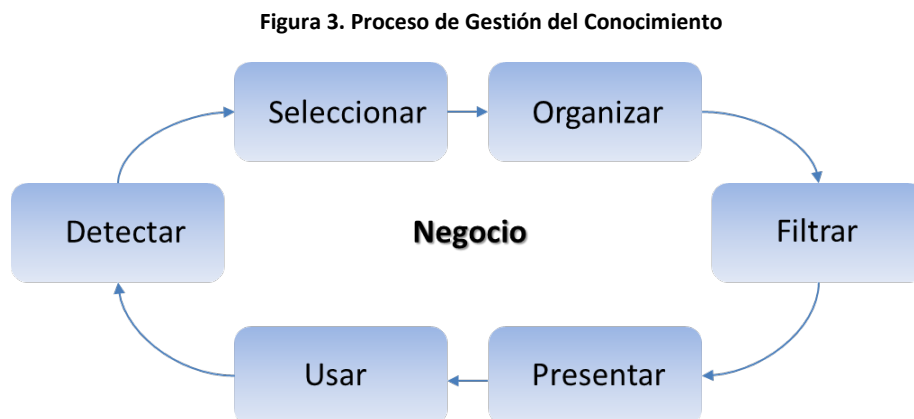 Figura 3. Proceso de Gestión del Conocimiento
Seleccionar
Organizar
Detectar
Negocio
Filtrar
Usar
Presentar